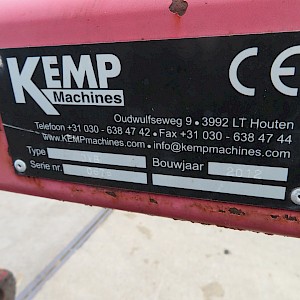 KEMP
Machines
CE
Oudwulfseweg 9 • 3992 LT Houten
Telefoon +31 030 - 638 47 42 • Fax +31 030 - 638 47 44
www.KEMPmachines.com • info@kempmachines.com
Type
Serie nr. Bouwjaar 2012